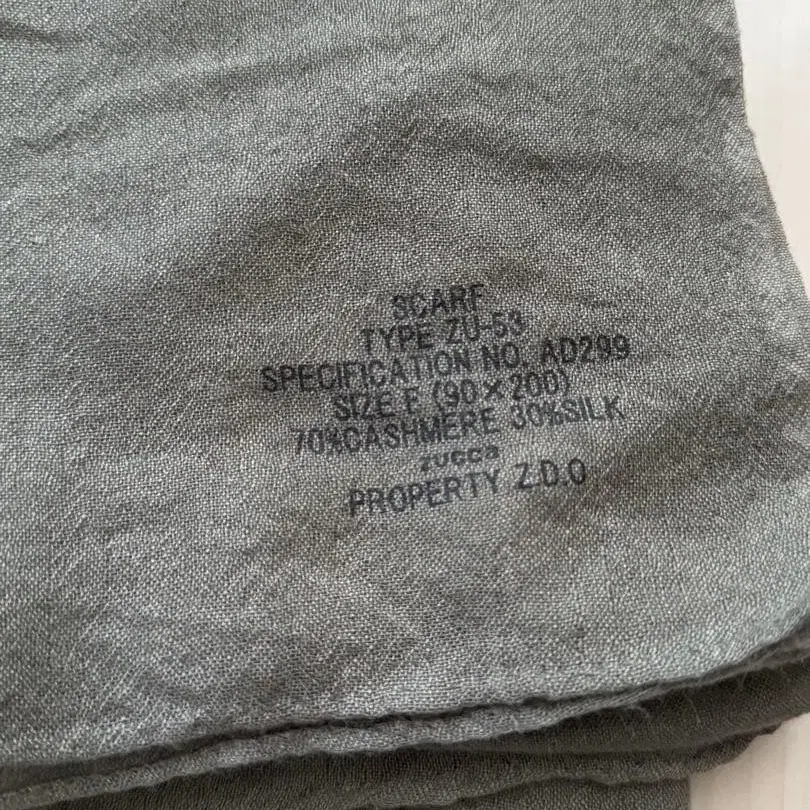 SCARF
TYPE ZU-53
SPECIFICATION NO. AD299
SIZE F (90×200)
70%CASHMERE 30%SILK
zucca
PROPERTY Z.D.O